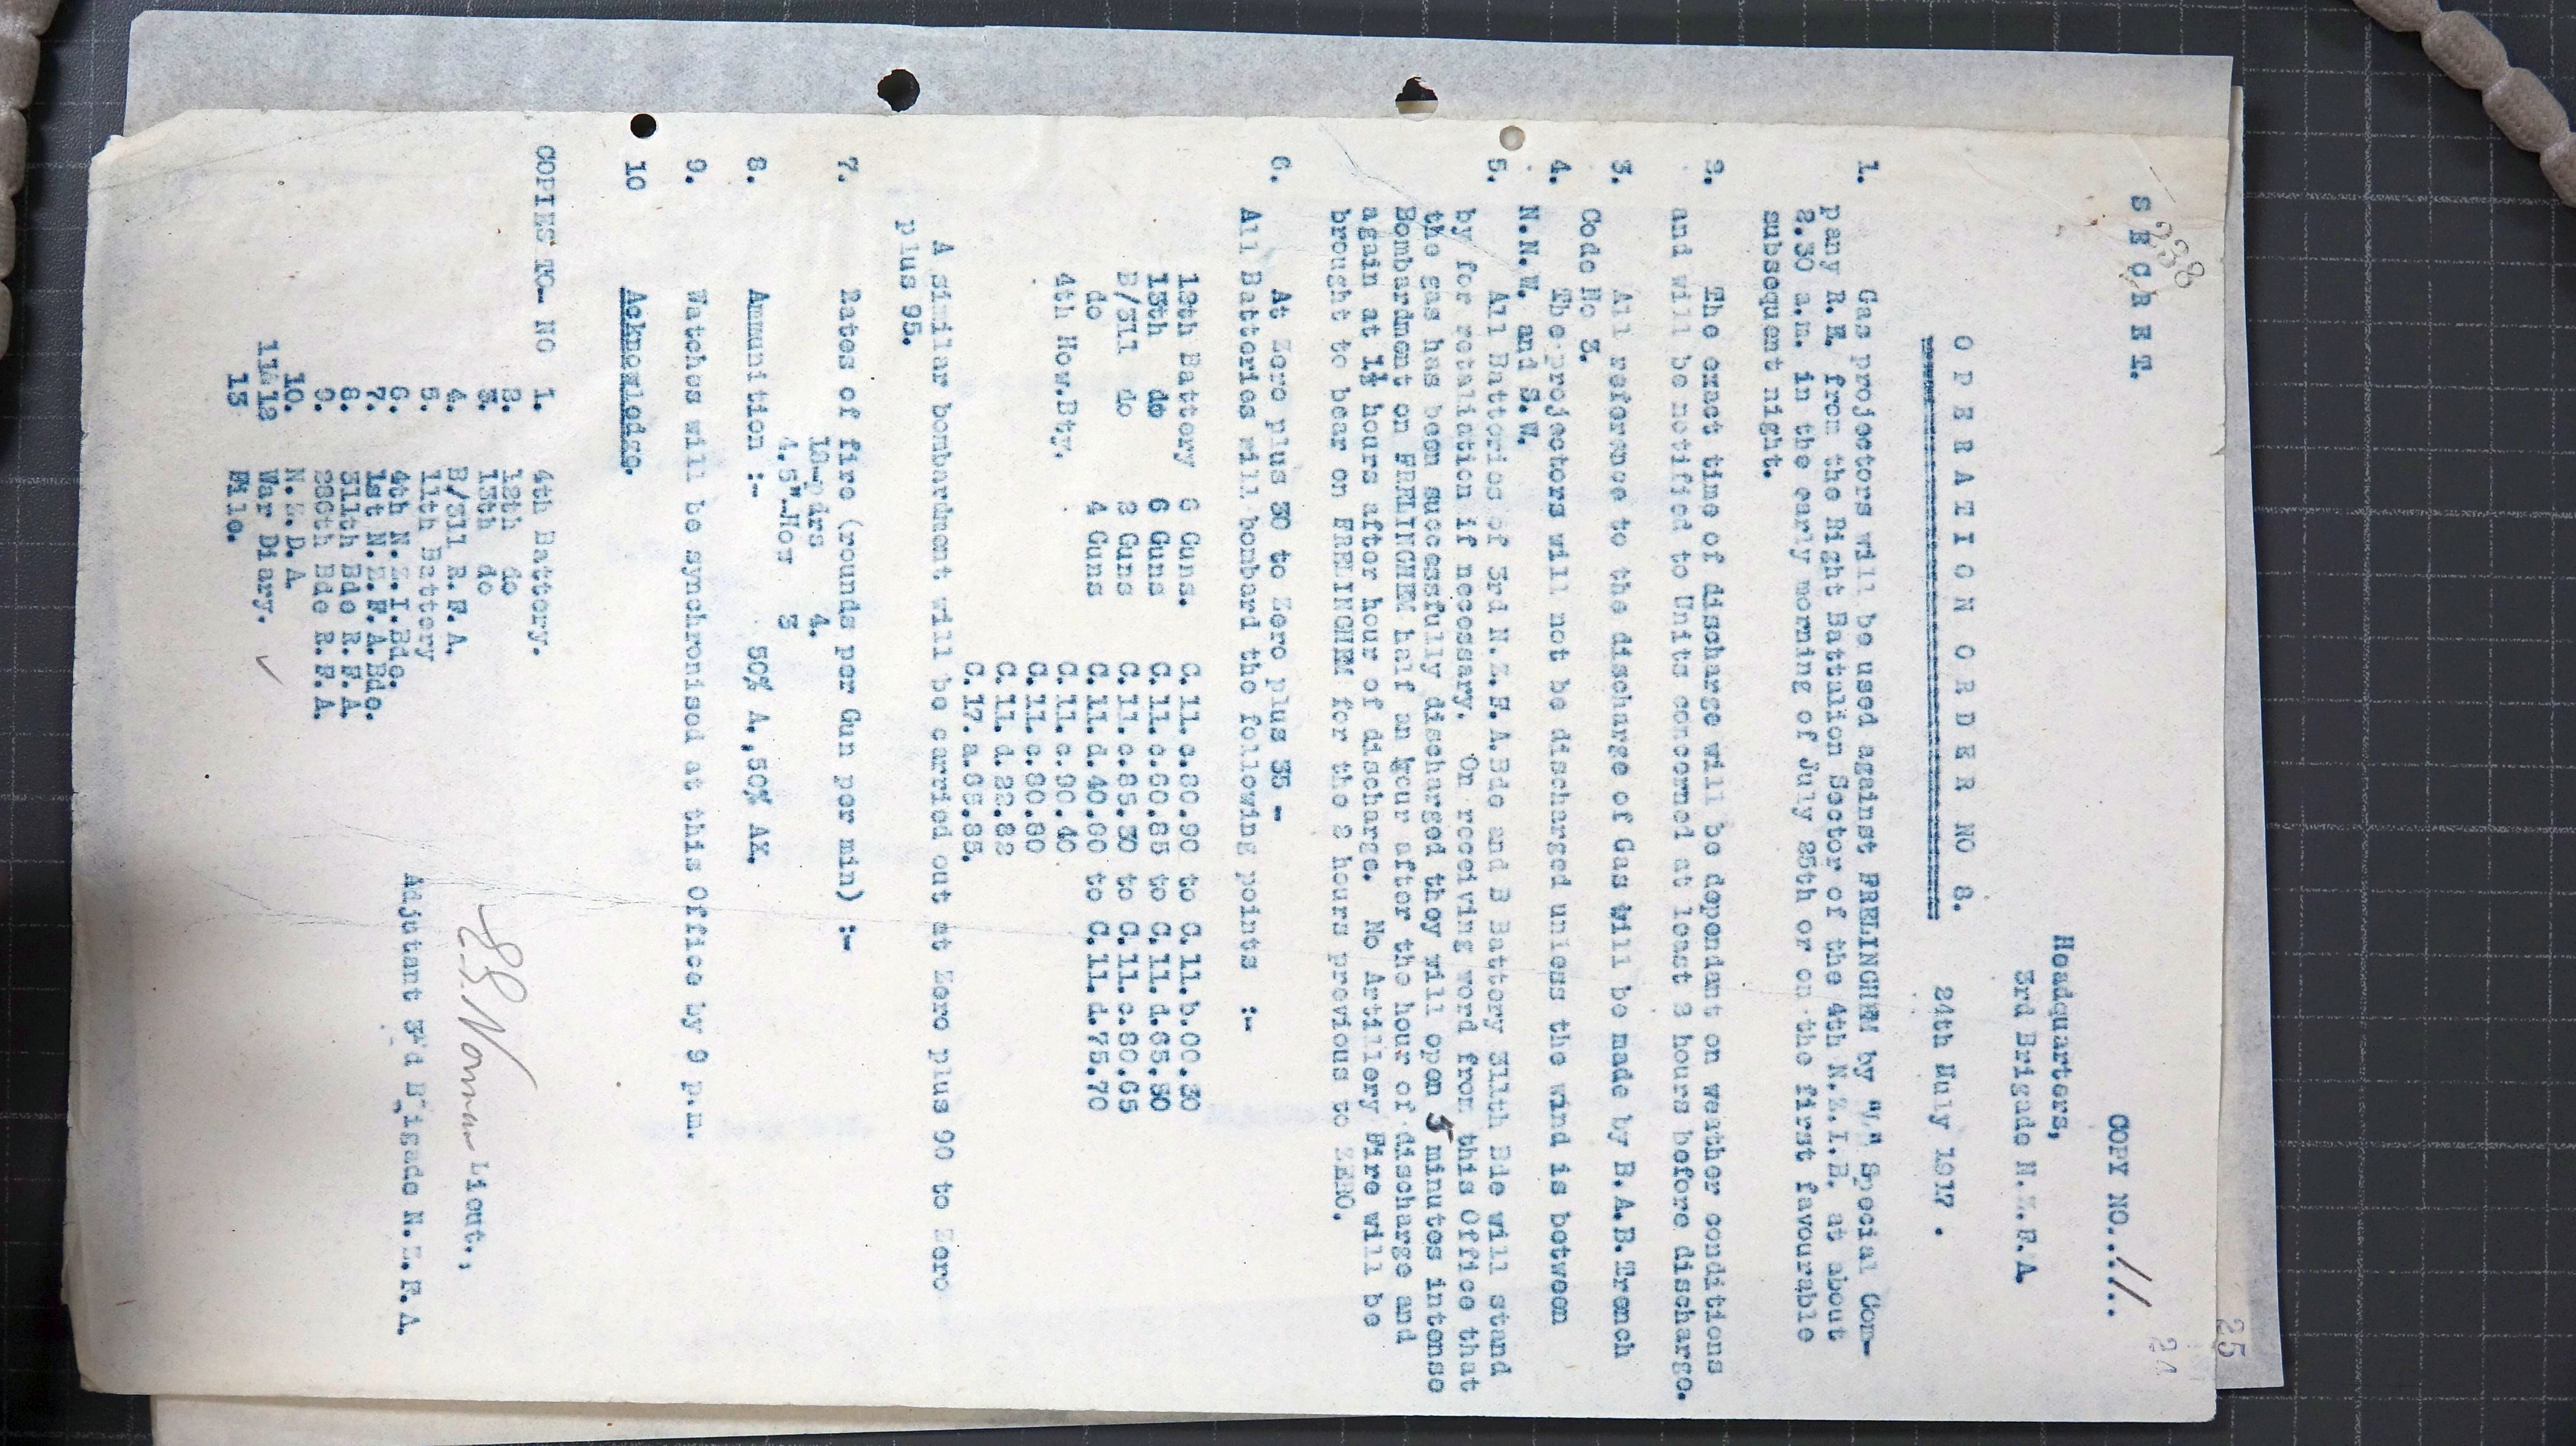 238
S E C R E T.
COPY NO..11..
25
24
Headquarters,
3rd Brigade N.Z.F.A.
O P E R A T I O N  O R D E R  NO 8.
24th Muly 1917.
1. Gas projectors will be used against FRELINGHEM by Special Com-
pany R.E. from the Right Battalion Sector of the 4th N.Z.I.B. at about
2.30 a.m. in the early morning of July 25th or on the first favourable
subsequent night.
2. The exact time of discharge will be dependant on weather conditions
and will be notified to Units concerned at least 2 hours before discharge.
3. All reference to the discharge of Gas will be made by B.A.B.Trench
Code No 3.
4. The projectors will not be discharged unless the wind is between
N.N.W. and S.W.
5. All Batteries of 3rd N.Z.F.A.Bde and B Battery 311th Bde will stand
by for retaliation if necessary. On receiving word from this Office that
the gas has been successfully discharged they will open 5 minutes intense
Bombardment on FRELINGHEM half an hour after the hour of discharge and
again at 1½ hours after hour of discharge. No Artillery Fire will be
brought to bear on FRELINGHEM for the 2 hours previous to ZERO.
6. At Zero plus 30 to Zero plus 35 -
All Batteries will bombard the following points :-
12th Battery 6 Guns. C.11.c.80.90 to C.11.b.00.30
13th do 6 Guns C.11.c.60.85 to C.11.d.65.50
B/311 do 2 Guns C.11.c.85.30 to C.11.c.80.65
do 4 Guns C.11.d.40.60 to C.11.d.75.70
4th How.Bty. C.11.c.90.40
C.11.c.80.80
C.11.d.22.82
C.17.a.65.85.
A similar bombardment will be carried out at Zero plus 90 to Zero
plus 95.
7. Rates of fire (rounds per Gun per min) :-
18-pdrs 4.
4.5"-How 3
8. Ammunition :- 50% A.,50% AX.
9. Watches will be synchronised at this Office by 9 p.m.
10 Acknowledge.
COPIES TO- NO 1. 4th Battery.
2. 12th do
3. 13th do
4. B/311 R.F.A.
5. 11th Battery
6. 4th N.Z.I.Bde.
7. 1st N.Z.F.A.Bde.
8. 311th Bde R.F.A.
9. 286th Bde R.F.A.
10. N.Z.D.A.
11&12 War Diary. ✓
13 File.
Norman Lieut.,
Adjutant 3rd Brigade N.Z.F.A.